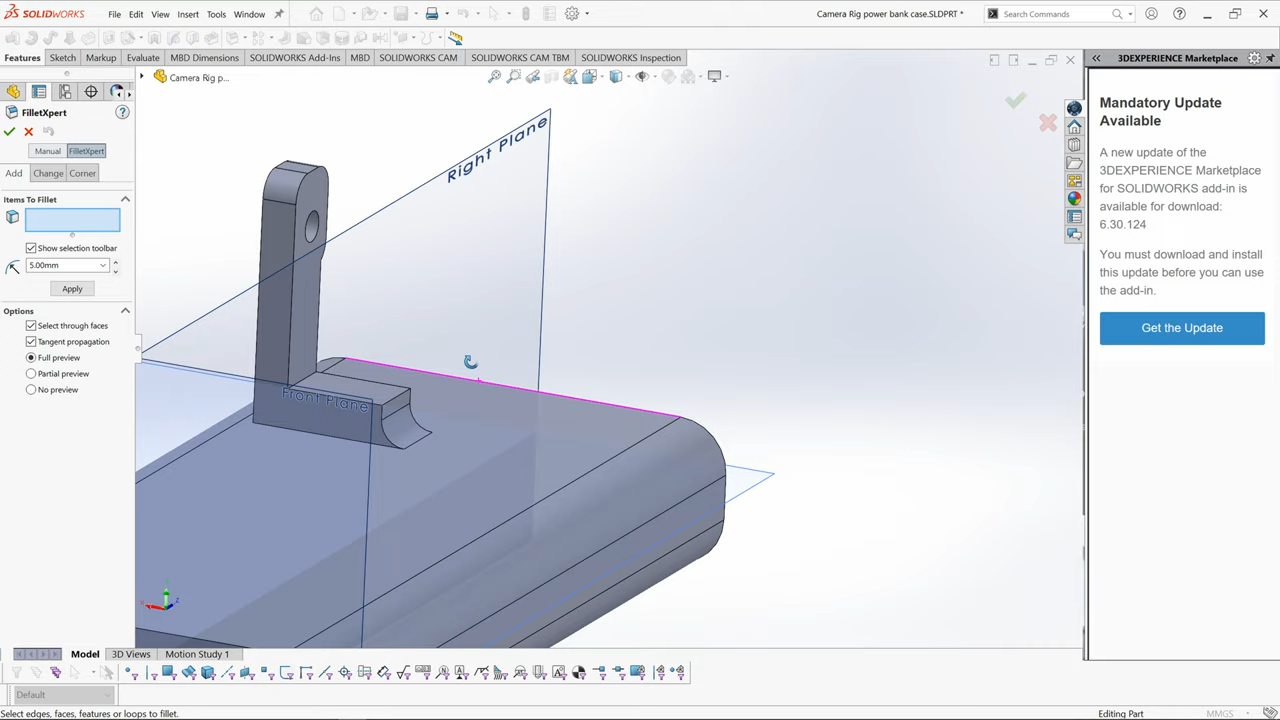 SOLIDWORKS File Edit View Insert Tools Window Camera Rig power bank case.SLDPRT * Search Commands
Features Sketch Markup Evaluate MBD Dimensions SOLIDWORKS Add-Ins MBD SOLIDWORKS CAM SOLIDWORKS CAM TBM SOLIDWORKS Inspection
3DEXPERIENCE Marketplace
Camera Rig p...
FilletXpert
Manual FilletXpert
Add Change Corner
Items To Fillet
Show selection toolbar
5.00mm
Apply
Options
Select through faces
Tangent propagation
Full preview
Partial preview
No preview
Right Plane
Front Plane
Mandatory Update
Available
A new update of the
3DEXPERIENCE Marketplace
for SOLIDWORKS add-in is
available for download:
6.30.124
You must download and install
this update before you can use
the add-in.
Get the Update
Model 3D Views Motion Study 1
Default
Select edges, faces, features or loops to fillet. Editing Part MMGS